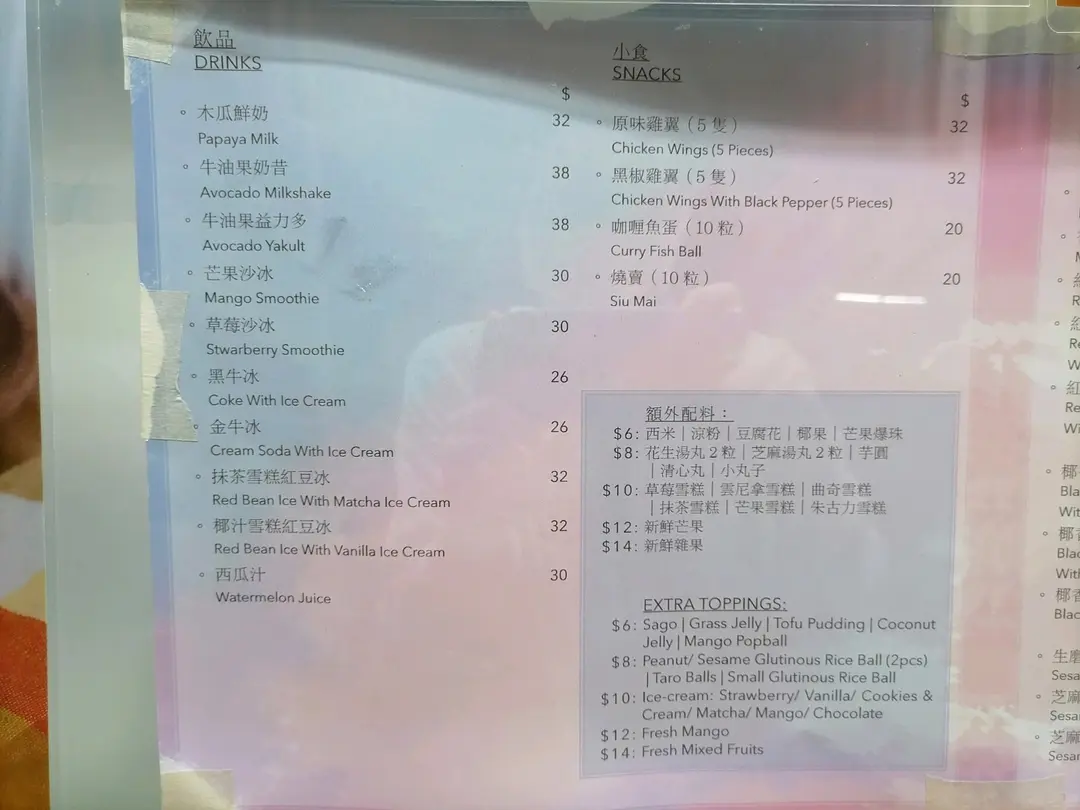 飲品
DRINKS
$
木瓜鮮奶 32
Papaya Milk
牛油果奶昔 38
Avocado Milkshake
牛油果益力多 38
Avocado Yakult
芒果沙冰 30
Mango Smoothie
草莓沙冰 30
Stwarberry Smoothie
黑牛冰 26
Coke With Ice Cream
金牛冰 26
Cream Soda With Ice Cream
抹茶雪糕紅豆冰 32
Red Bean Ice With Matcha Ice Cream
椰汁雪糕紅豆冰 32
Red Bean Ice With Vanilla Ice Cream
西瓜汁 30
Watermelon Juice
小食
SNACKS
$
原味雞翼（5 隻） 32
Chicken Wings (5 Pieces)
黑椒雞翼（5 隻） 32
Chicken Wings With Black Pepper (5 Pieces)
咖喱魚蛋（10 粒） 20
Curry Fish Ball
燒賣（10 粒） 20
Siu Mai
額外配料：
$6: 西米｜涼粉｜豆腐花｜椰果｜芒果爆珠
$8: 花生湯丸 2 粒｜芝麻湯丸 2 粒｜芋圓
｜清心丸｜小丸子
$10: 草莓雪糕｜雲尼拿雪糕｜曲奇雪糕
｜抹茶雪糕｜芒果雪糕｜朱古力雪糕
$12: 新鮮芒果
$14: 新鮮雜果
EXTRA TOPPINGS:
$6: Sago | Grass Jelly | Tofu Pudding | Coconut
Jelly | Mango Popball
$8: Peanut/ Sesame Glutinous Rice Ball (2pcs)
| Taro Balls | Small Glutinous Rice Ball
$10: Ice-cream: Strawberry/ Vanilla/ Cookies &
Cream/ Matcha/ Mango/ Chocolate
$12: Fresh Mango
$14: Fresh Mixed Fruits